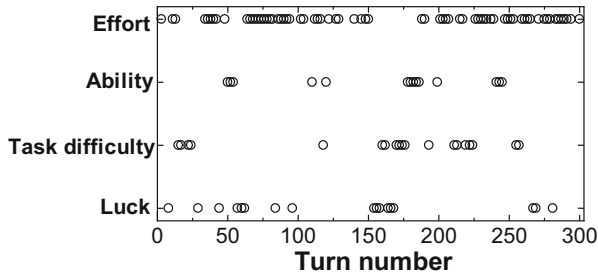 Effort
Ability
Task difficulty
Luck
0 50 100 150 200 250 300
Turn number